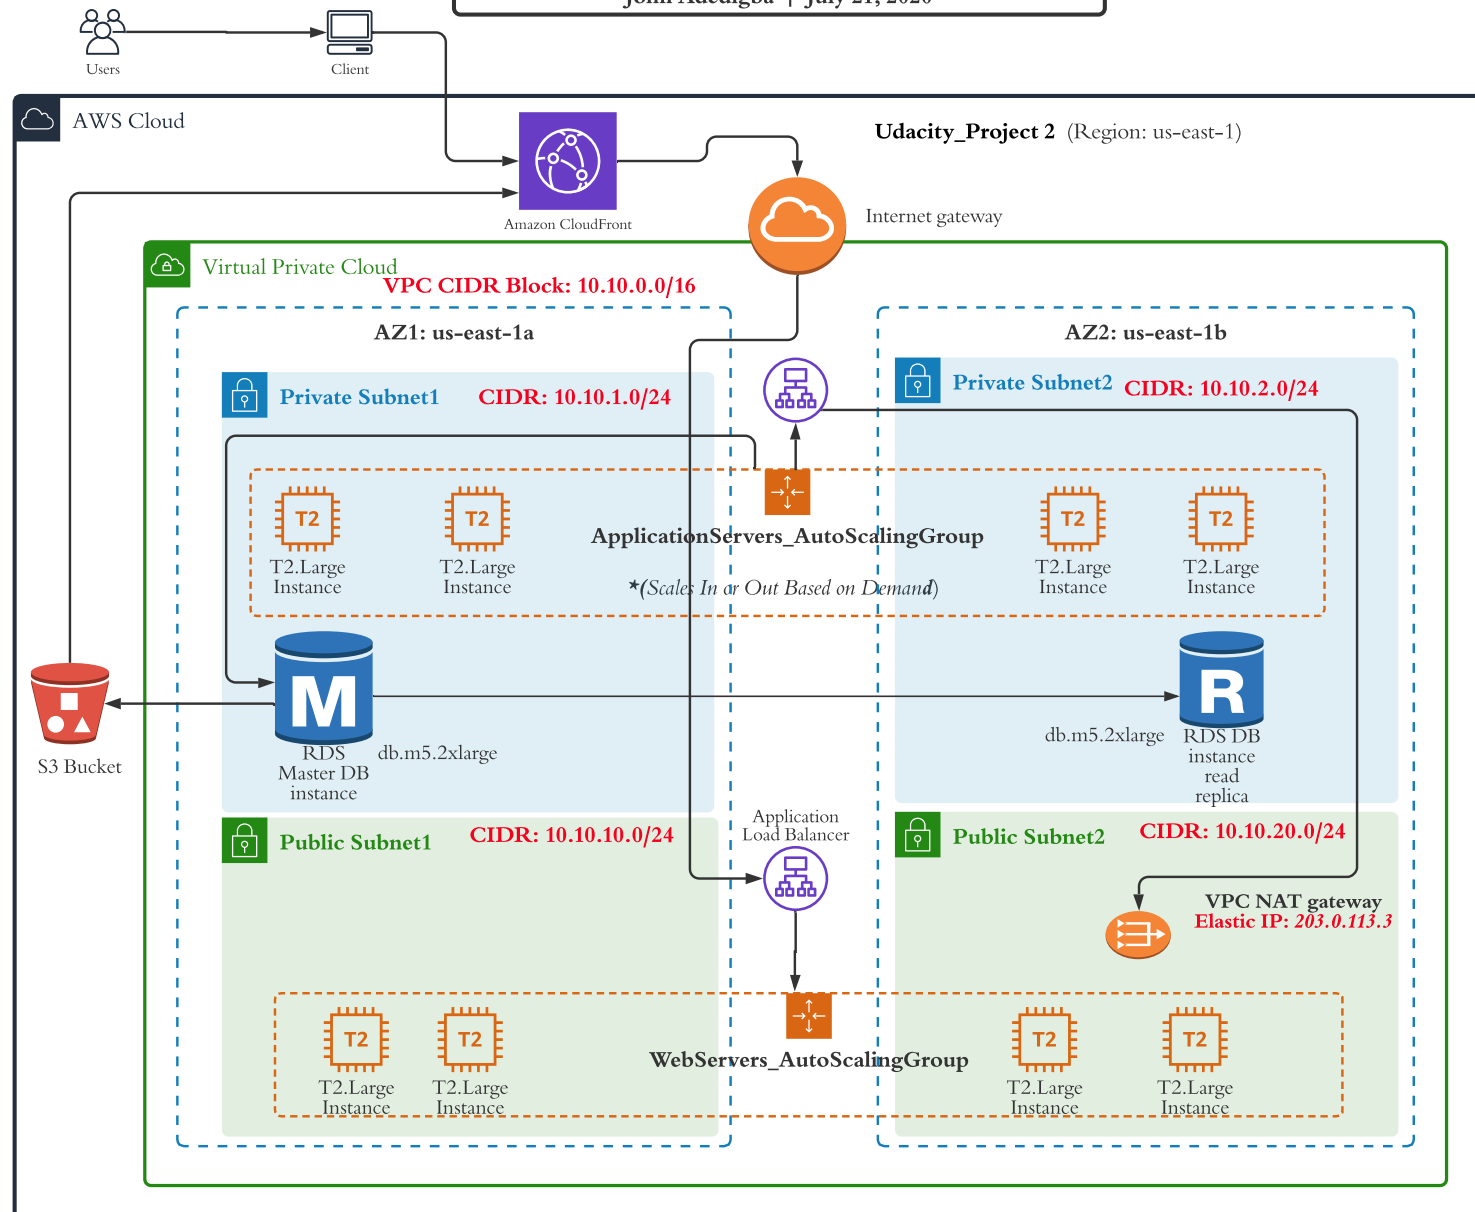 John Adedigba | July 21, 2020
Users
Client
AWS Cloud
Udacity_Project 2 (Region: us-east-1)
Amazon CloudFront
Internet gateway
Virtual Private Cloud
VPC CIDR Block: 10.10.0.0/16
AZ1: us-east-1a
AZ2: us-east-1b
Private Subnet1
CIDR: 10.10.1.0/24
Private Subnet2
CIDR: 10.10.2.0/24
T2
T2
T2
T2
T2.Large
Instance
T2.Large
Instance
ApplicationServers_AutoScalingGroup
*(Scales In or Out Based on Demand)
T2.Large
Instance
T2.Large
Instance
M
RDS
Master DB
instance
db.m5.2xlarge
R
db.m5.2xlarge
RDS DB
instance
read
replica
S3 Bucket
Public Subnet1
CIDR: 10.10.10.0/24
Application
Load Balancer
Public Subnet2
CIDR: 10.10.20.0/24
VPC NAT gateway
Elastic IP: 203.0.113.3
T2
T2
T2
T2
T2.Large
Instance
T2.Large
Instance
WebServers_AutoScalingGroup
T2.Large
Instance
T2.Large
Instance